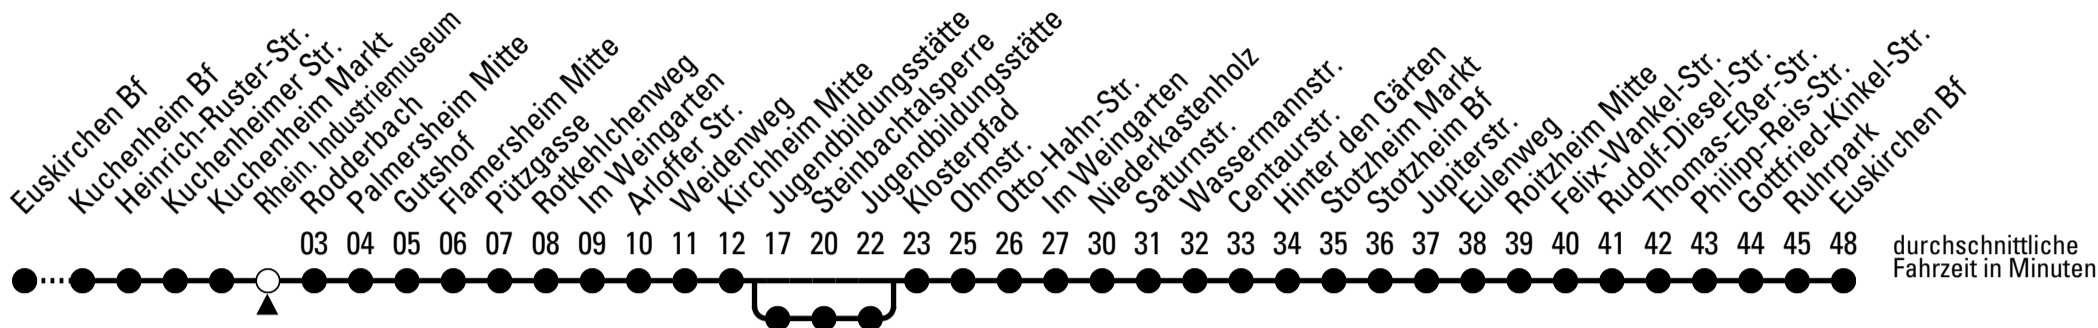 Euskirchen Bf
Kuchenheim Bf
Heinrich-Ruster-Str.
Kuchenheimer Str.
Kuchenheim Markt
Rhein. Industriemuseum
Rodderbach
Palmersheim Mitte
Gutshof
Flamersheim Mitte
Pützgasse
Rotkehlchenweg
Im Weingarten
Arloffer Str.
Weidenweg
Kirchheim Mitte
Jugendbildungsstätte
Steinbachtalsperre
Jugendbildungsstätte
Klosterpfad
Ohmstr.
Otto-Hahn-Str.
Im Weingarten
Niederkastenholz
Saturnstr.
Wassermannstr.
Centaurstr.
Hinter den Gärten
Stotzheim Markt
Stotzheim Bf
Jupiterstr.
Eulenweg
Roitzheim Mitte
Felix-Wankel-Str.
Rudolf-Diesel-Str.
Thomas-Eßer-Str.
Philipp-Reis-Str.
Gottfried-Kinkel-Str.
Ruhrpark
Euskirchen Bf
03 04 05 06 07 08 09 10 11 12 17 20 22 23 25 26 27 30 31 32 33 34 35 36 37 38 39 40 41 42 43 44 45 48
durchschnittliche
Fahrzeit in Minuten